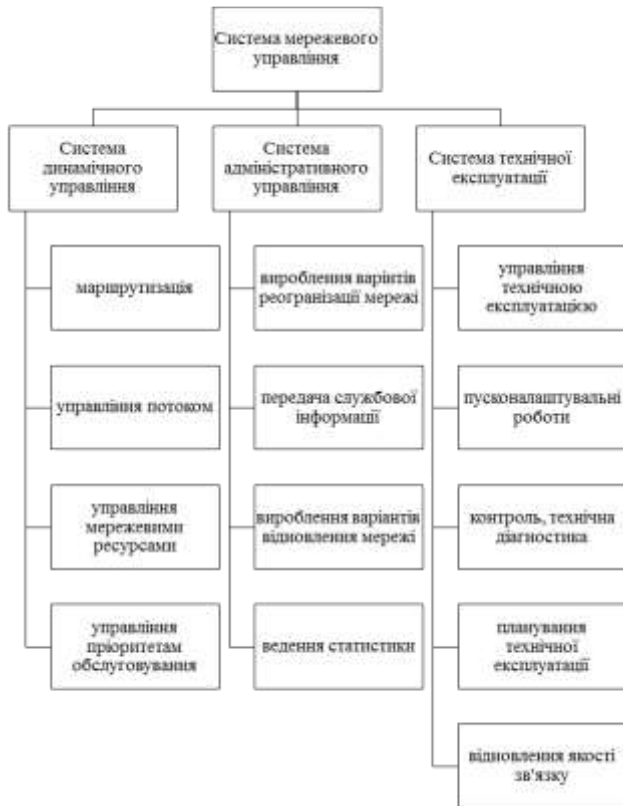 Система мережевого
управління
Система
динамічного
управління
Система
адміністративного
управління
Система технічної
експлуатації
маршрутизація
управління потоком
управління
мережевими
ресурсами
управління
пріоритетам
обслуговування
вироблення варінтів
реогранізації мережі
передача службової
інформації
вироблення варіантів
відновлення мережі
ведення статистики
управління
технічною
експлуатацією
пусконалаштувальні
роботи
контроль, технічна
діагностика
планування
технічної
експлуатації
відновлення якості
зв'язку